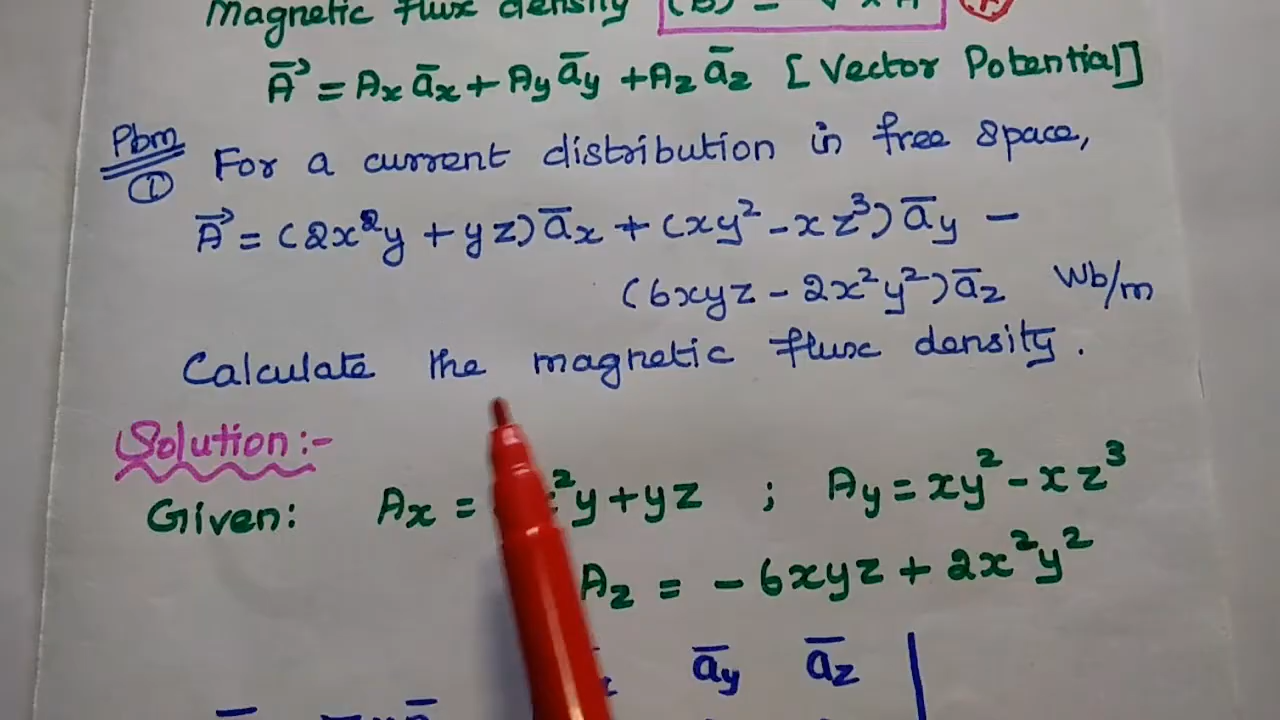 Magnetic flux density (B) = ∇ x A
A⃗ = Ax āx + Ay āy + Az āz [Vector Potential]
Pbm
① For a current distribution in free space,
A⃗ = (2x²y + yz) āx + (xy² - xz³) āy -
(6xyz - 2x²y²) āz Wb/m
Calculate the magnetic flux density.
Solution:-
Given: Ax = x²y + yz ; Ay = xy² - xz³
Az = - 6xyz + 2x²y²
āy āz